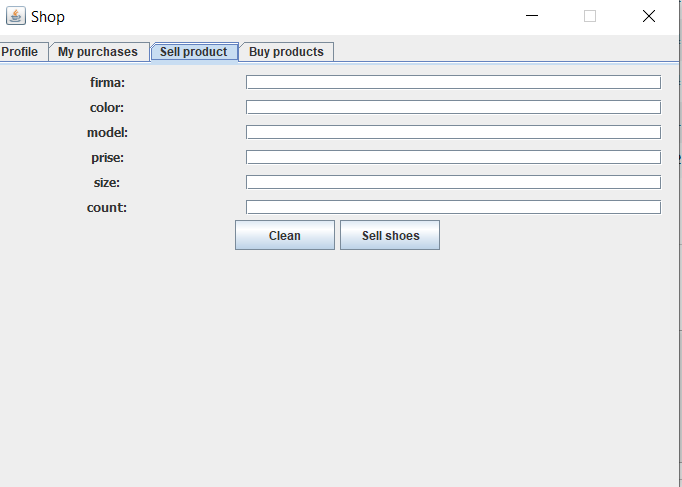 Shop
Profile My purchases Sell product Buy products
firma:
color:
model:
prise:
size:
count:
Clean Sell shoes